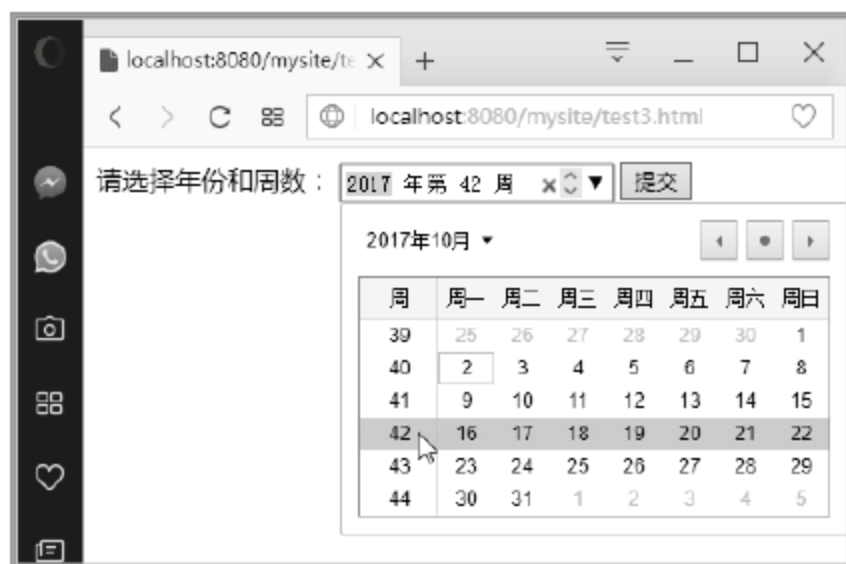 localhost:8080/mysite/te
localhost:8080/mysite/test3.html
请选择年份和周数： 2017 年第 42 周 提交
2017年10月
周 周一 周二 周三 周四 周五 周六 周日
39 25 26 27 28 29 30 1
40 2 3 4 5 6 7 8
41 9 10 11 12 13 14 15
42 16 17 18 19 20 21 22
43 23 24 25 26 27 28 29
44 30 31 1 2 3 4 5